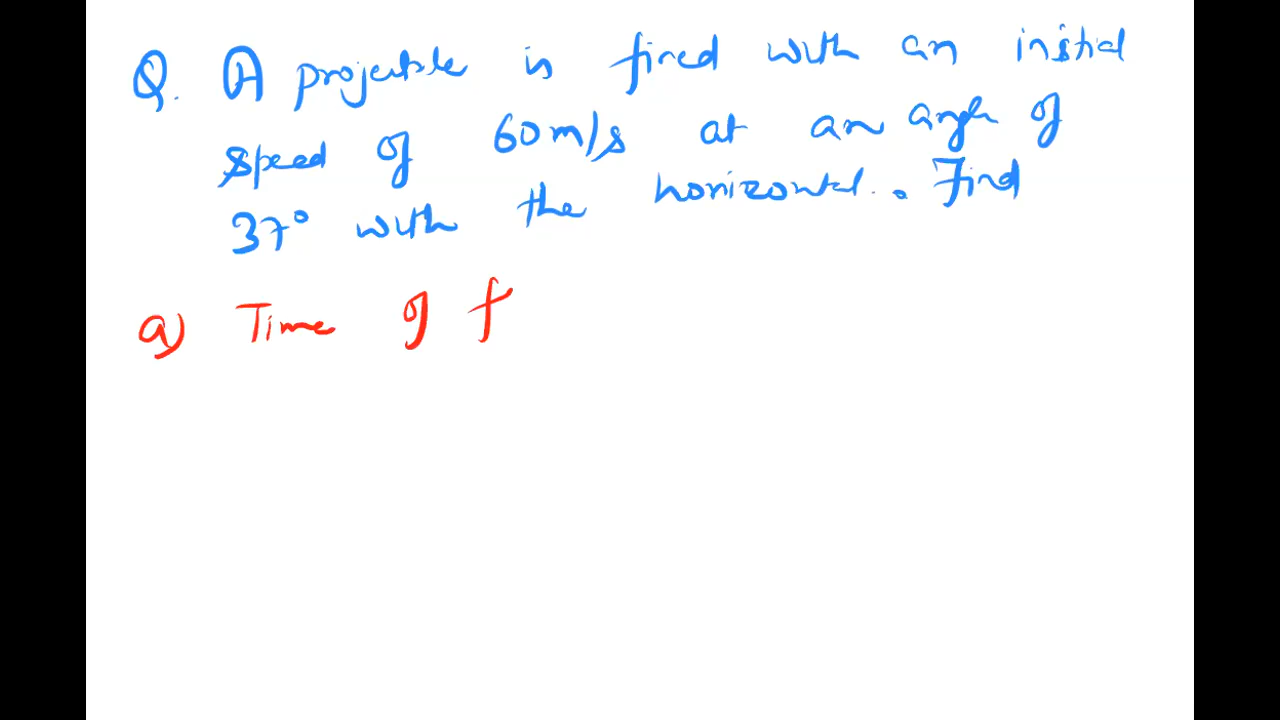 Q. A projectile is fired with an initial
speed of 60m/s at an angle of
37° with the horizontal. Find
a) Time of f